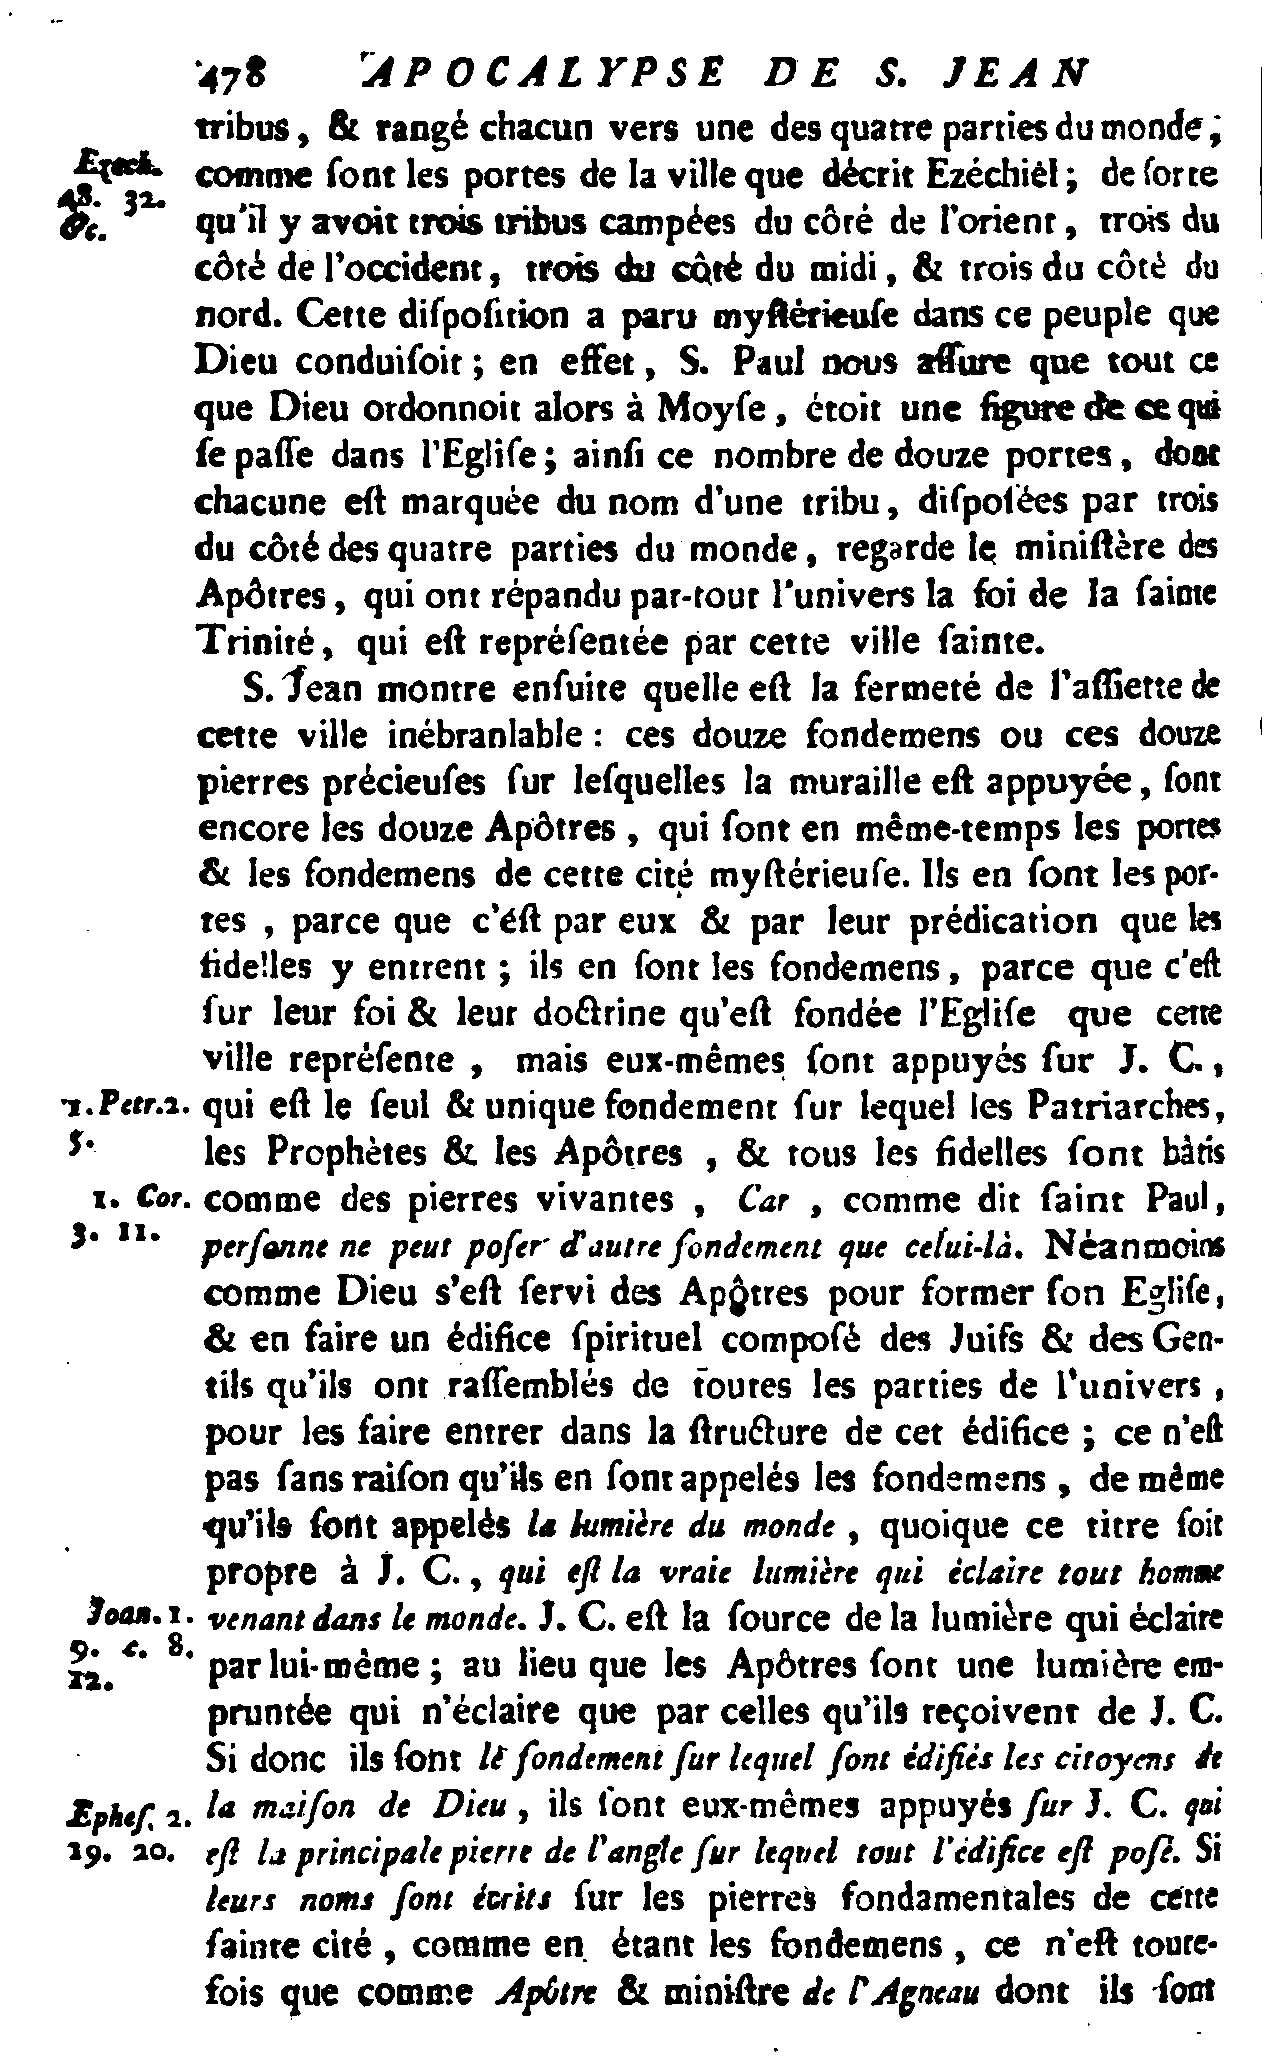 478 APOCALYPSE DE S. JEAN
tribus, & rangé chacun vers une des quatre parties du monde;
Ezech. comme ſont les portes de la ville que décrit Ezéchiel; de ſorte
48. 32. &c. qu'il y avoit trois tribus campées du côté de l'orient, trois du
côté de l'occident, trois du côté du midi, & trois du côté du
nord. Cette diſpoſition a paru myſtérieuſe dans ce peuple que
Dieu conduiſoit; en effet, S. Paul nous aſſure que tout ce
que Dieu ordonnoit alors à Moyſe, étoit une figure de ce qui
ſe paſſe dans l'Egliſe; ainſi ce nombre de douze portes, dont
chacune eſt marquée du nom d'une tribu, diſpoſées par trois
du côté des quatre parties du monde, regarde le miniſtère des
Apôtres, qui ont répandu par-tout l'univers la foi de la ſainte
Trinité, qui eſt repréſentée par cette ville ſainte.
S. Jean montre enſuite quelle eſt la fermeté de l'aſſiette de
cette ville inébranlable : ces douze fondemens ou ces douze
pierres précieuſes ſur leſquelles la muraille eſt appuyée, ſont
encore les douze Apôtres, qui ſont en même-temps les portes
& les fondemens de cette cité myſtérieuſe. Ils en ſont les por-
tes, parce que c'éſt par eux & par leur prédication que les
fidelles y entrent; ils en ſont les fondemens, parce que c'eſt
ſur leur foi & leur doctrine qu'eſt fondée l'Egliſe que cette
ville repréſente, mais eux-mêmes ſont appuyés ſur J. C.,
1. Petr. 2. qui eſt le ſeul & unique fondement ſur lequel les Patriarches,
5. les Prophètes & les Apôtres, & tous les fidelles ſont bâtis
1. Cor. comme des pierres vivantes, Car, comme dit ſaint Paul,
3. 11. perſonne ne peut poſer d'autre fondement que celui-là. Néanmoins
comme Dieu s'eſt ſervi des Apôtres pour former ſon Egliſe,
& en faire un édifice ſpirituel compoſé des Juifs & des Gen-
tils qu'ils ont raſſemblés de toutes les parties de l'univers,
pour les faire entrer dans la ſtructure de cet édifice; ce n'eſt
pas ſans raiſon qu'ils en ſont appelés les fondemens, de même
qu'ils ſont appelés la lumière du monde, quoique ce titre ſoit
propre à J. C., qui eſt la vraie lumière qui éclaire tout homme
Joan. 1. venant dans le monde. J. C. eſt la ſource de la lumière qui éclaire
9. c. 8. 12. par lui-même; au lieu que les Apôtres ſont une lumière em-
pruntée qui n'éclaire que par celles qu'ils reçoivent de J. C.
Si donc ils ſont le fondement ſur lequel ſont édifiés les citoyens de
Epheſ. 2. la maiſon de Dieu, ils ſont eux-mêmes appuyés ſur J. C. qui
19. 20. eſt la principale pierre de l'angle ſur lequel tout l'édifice eſt poſé. Si
leurs noms ſont écrits ſur les pierres fondamentales de cette
ſainte cité, comme en étant les fondemens, ce n'eſt toute-
fois que comme Apôtre & miniſtre de l'Agneau dont ils ſont